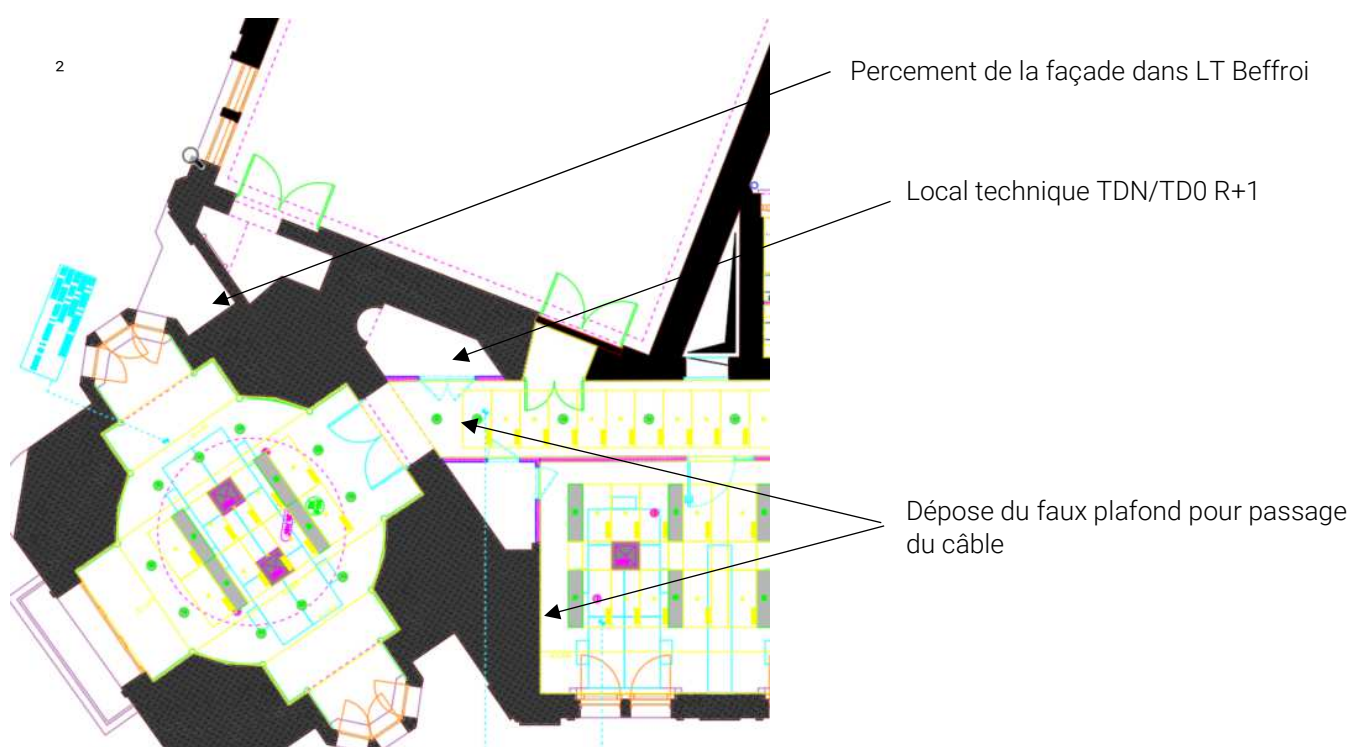 2
Percement de la façade dans LT Beffroi
Local technique TDN/TD0 R+1
Dépose du faux plafond pour passage
du câble